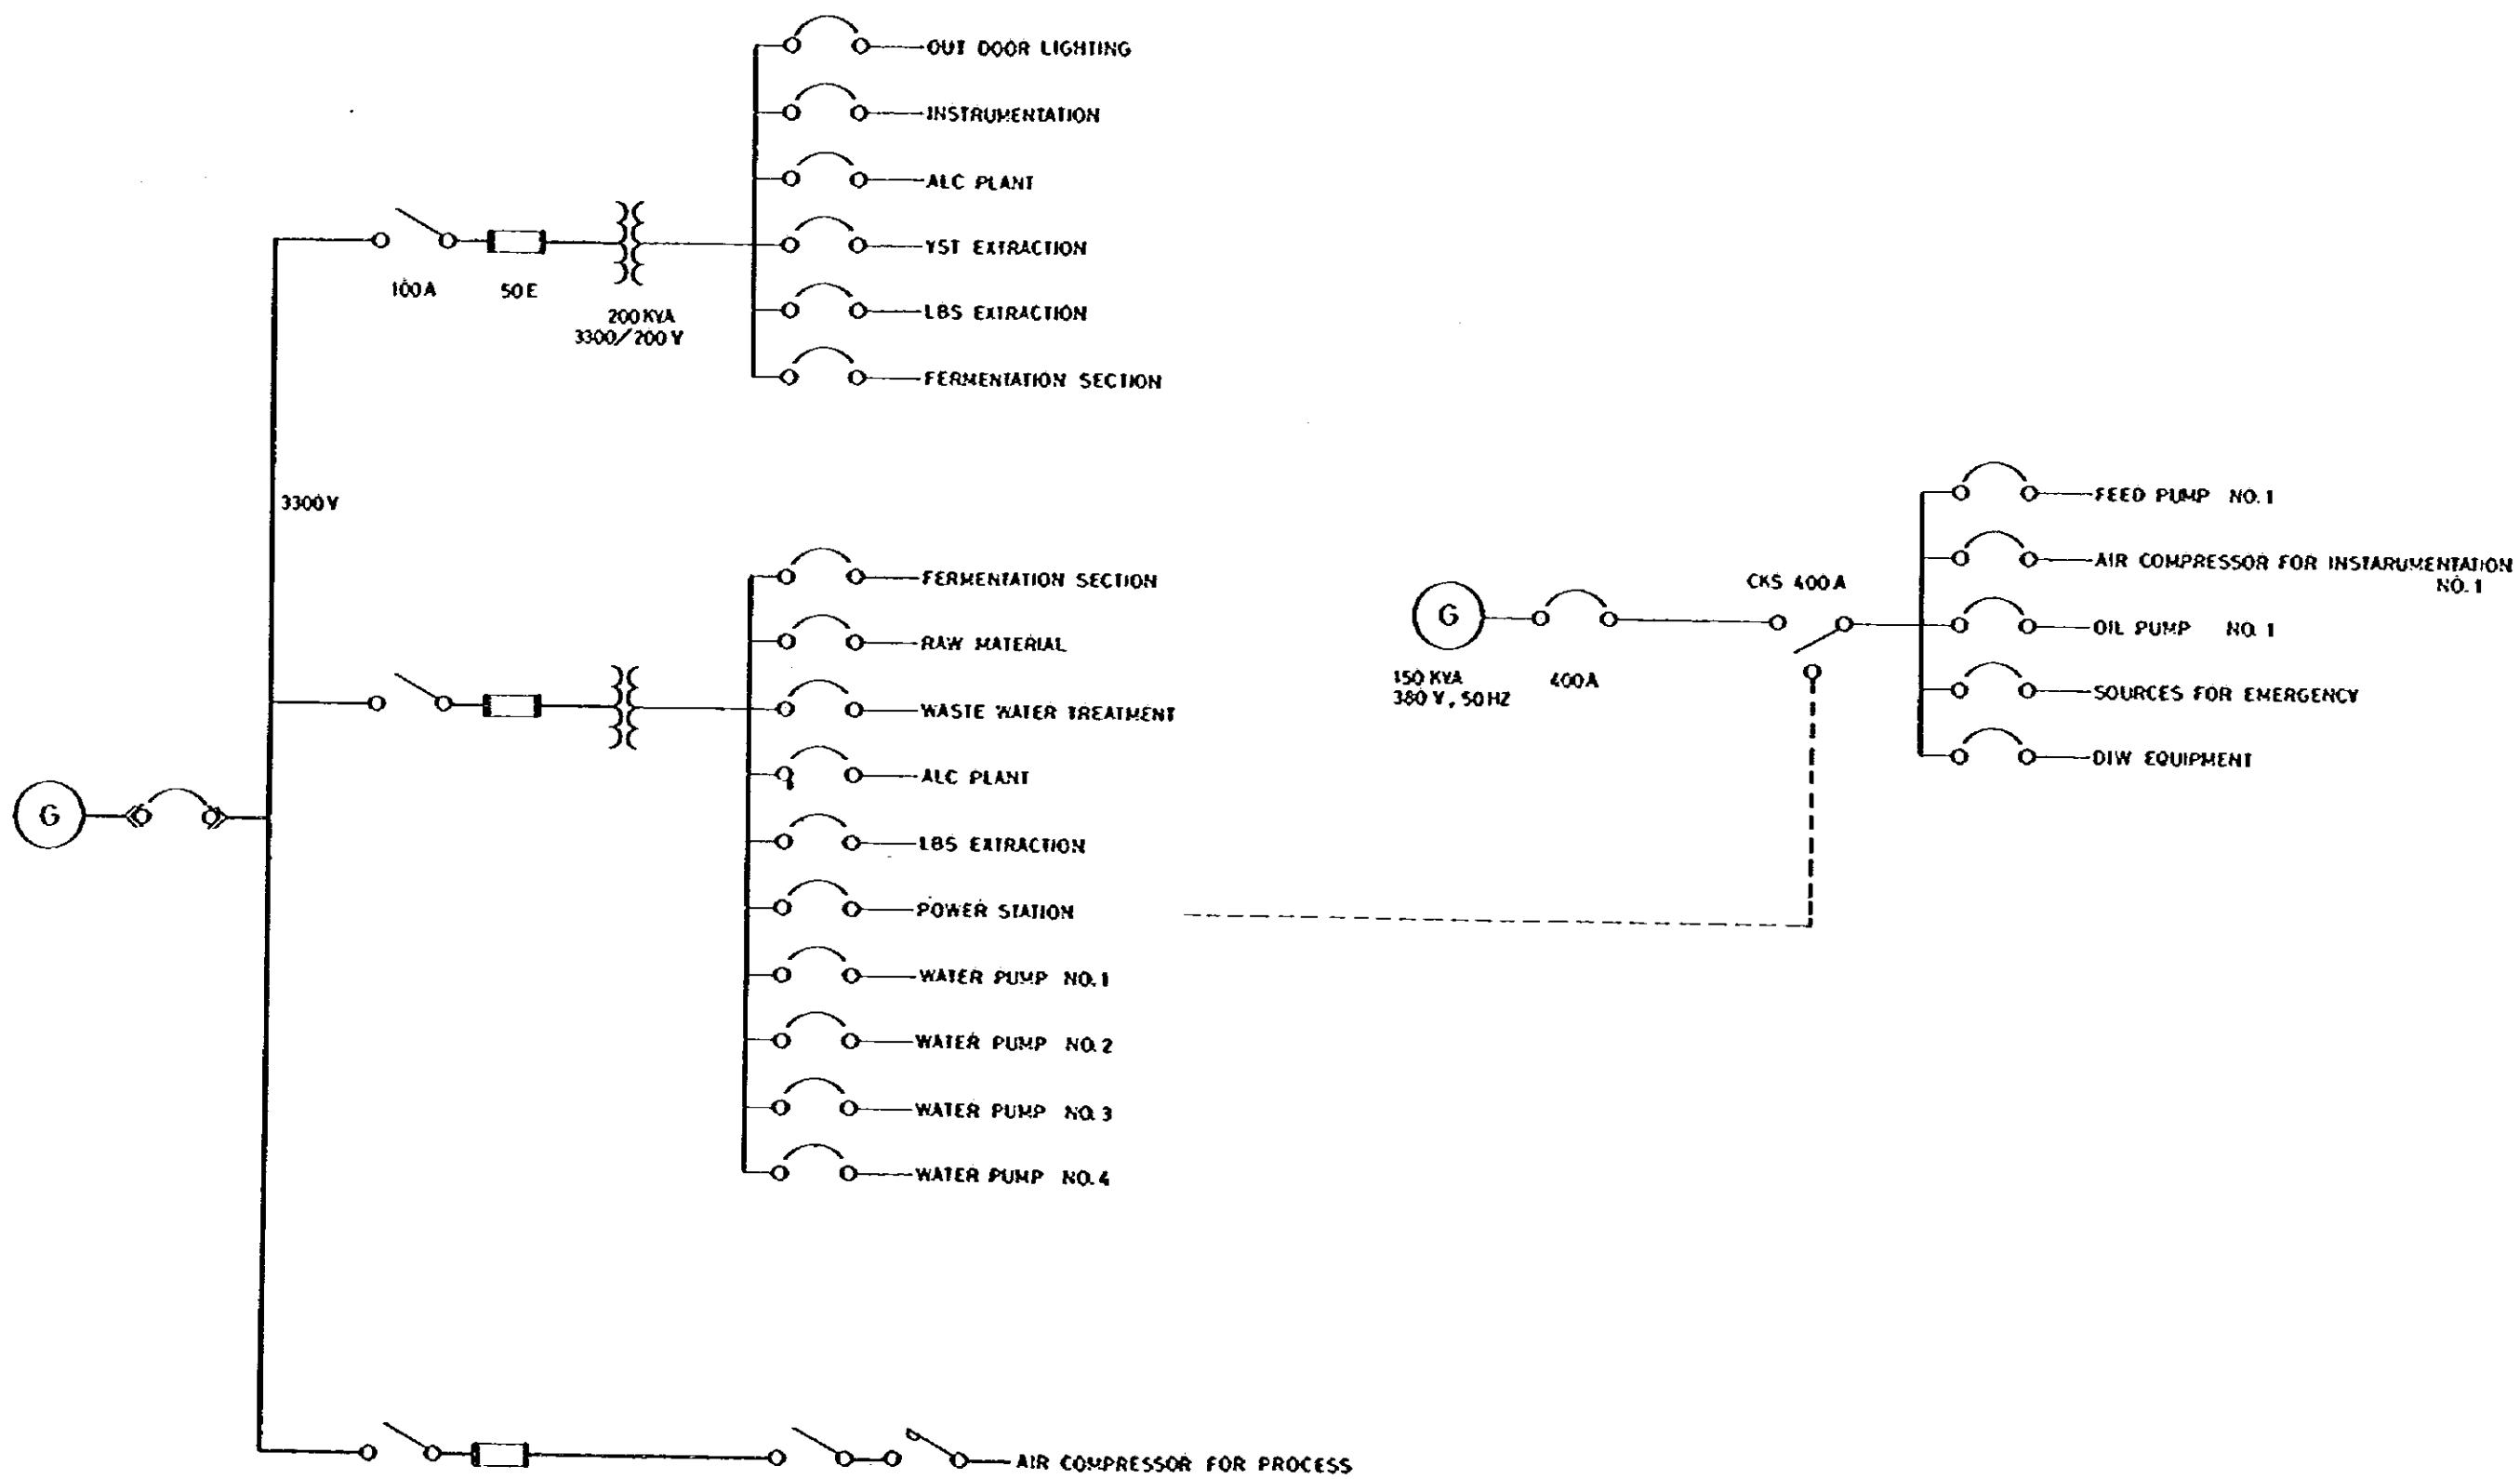 OUT DOOR LIGHTING
INSTRUMENTATION
ALC PLANT
YST EXTRACTION
LBS EXTRACTION
FERMENTATION SECTION
100A
50E
200 KVA
3300/200 V
3300 V
FERMENTATION SECTION
RAW MATERIAL
WASTE WATER TREATMENT
ALC PLANT
LBS EXTRACTION
POWER STATION
WATER PUMP NO.1
WATER PUMP NO.2
WATER PUMP NO.3
WATER PUMP NO.4
G
AIR COMPRESSOR FOR PROCESS
G
150 KVA
380 V, 50 HZ
400A
CKS 400A
FEED PUMP NO.1
AIR COMPRESSOR FOR INSTARUMENTATION
NO.1
OIL PUMP NO.1
SOURCES FOR EMERGENCY
DIW EQUIPMENT